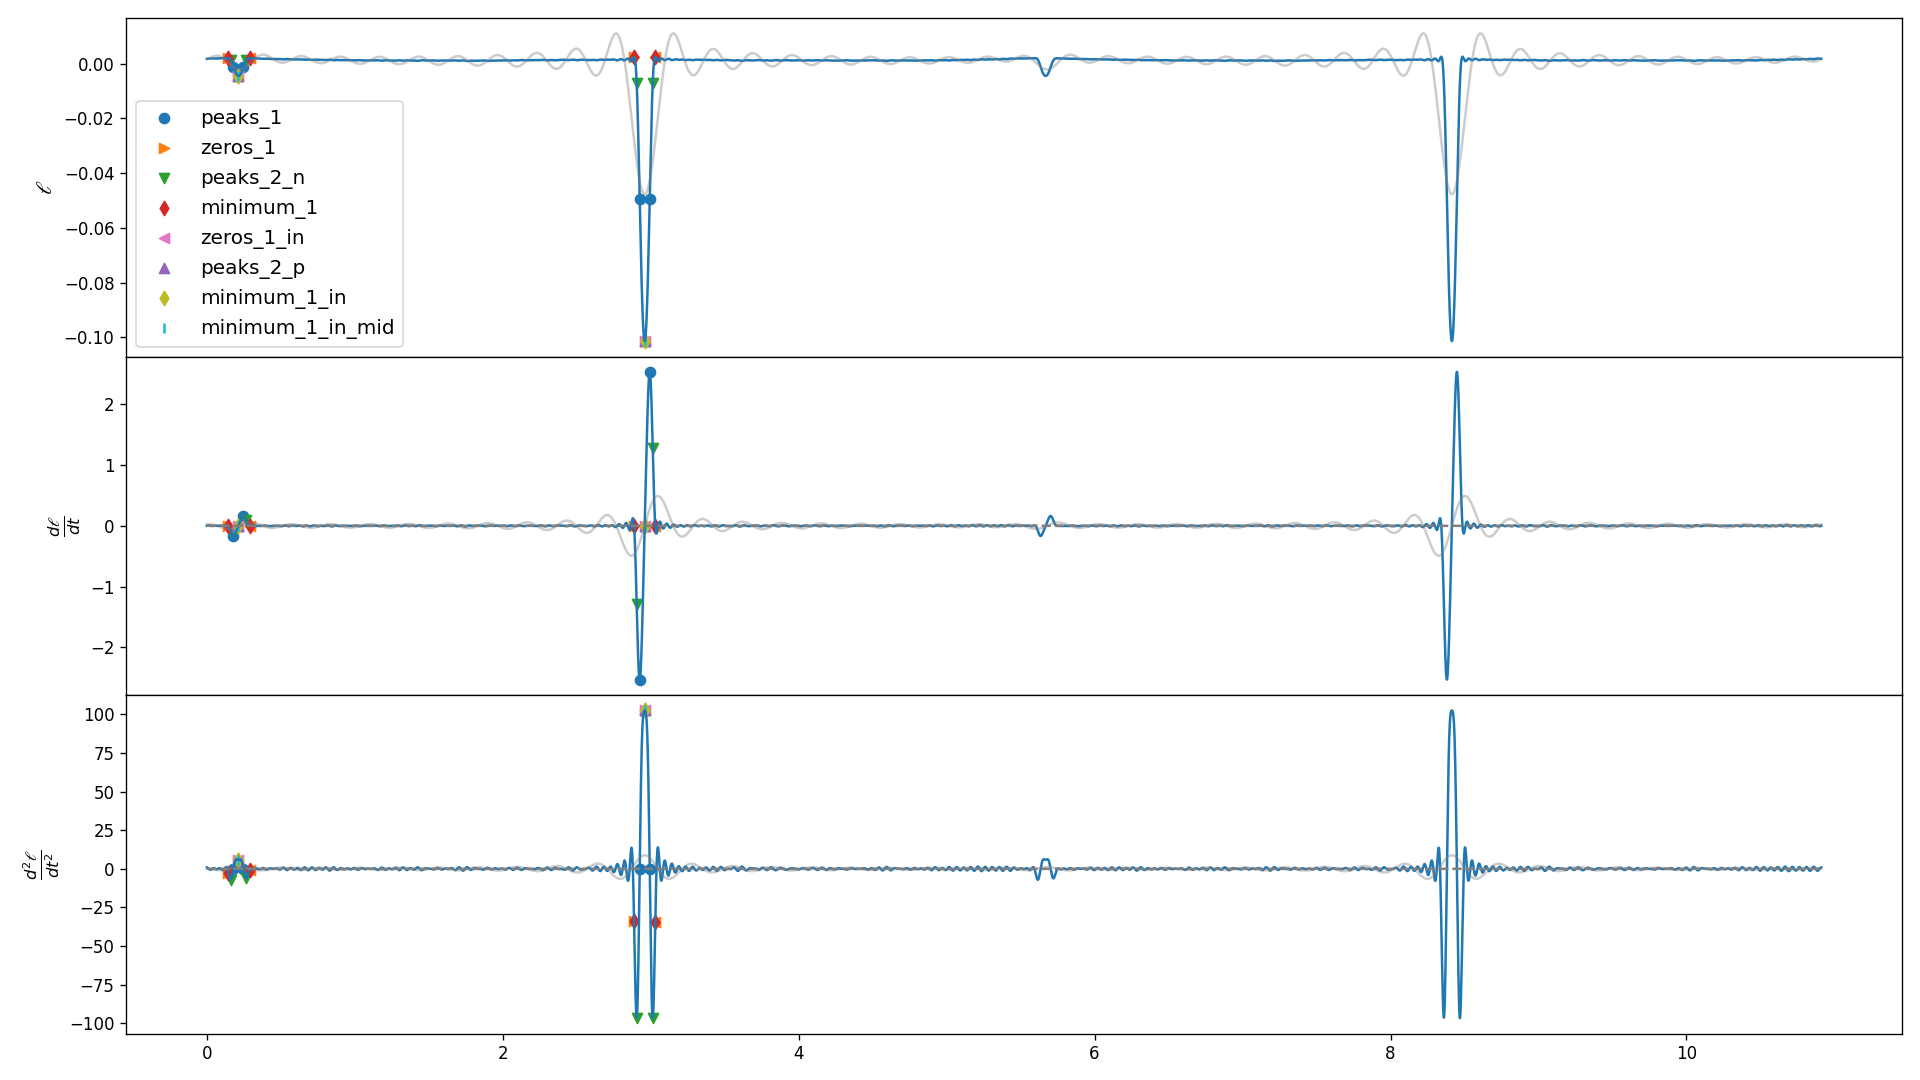 0.00
−0.02
−0.04
−0.06
−0.08
−0.10
ℓ
peaks_1
zeros_1
peaks_2_n
minimum_1
zeros_1_in
peaks_2_p
minimum_1_in
minimum_1_in_mid
2
1
0
−1
−2
dℓ
dt
100
75
50
25
0
−25
−50
−75
−100
d²ℓ
dt²
0 2 4 6 8 10